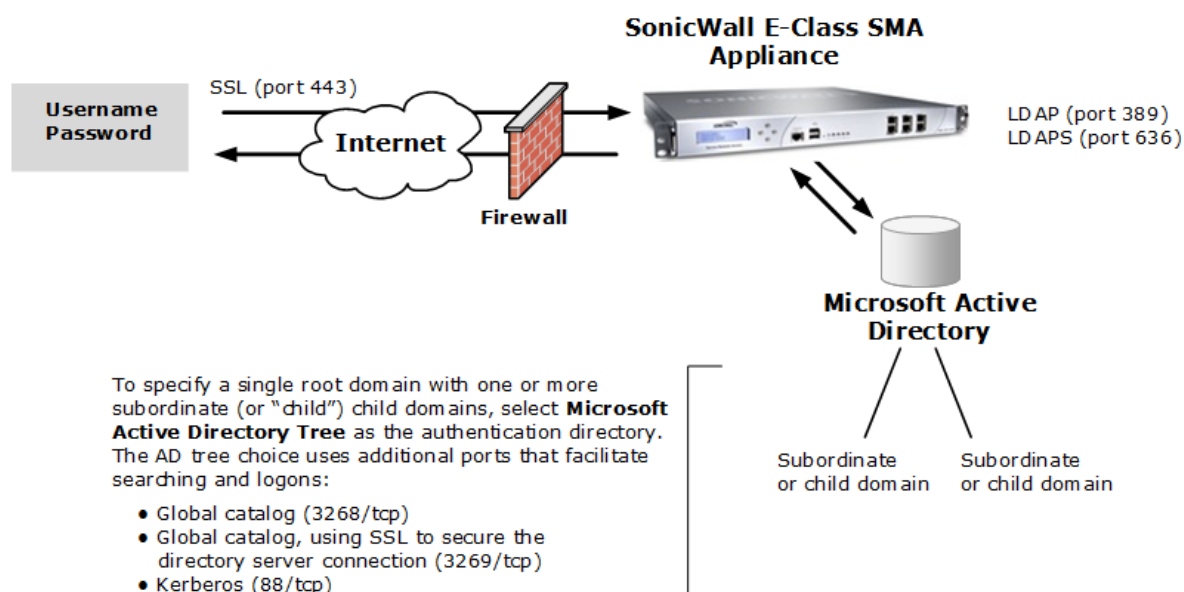 SonicWall E-Class SMA
Appliance
SSL (port 443)
Username
Password
Internet
Firewall
LDAP (port 389)
LDAPS (port 636)
Microsoft Active
Directory
To specify a single root domain with one or more
subordinate (or “child”) child domains, select Microsoft
Active Directory Tree as the authentication directory.
The AD tree choice uses additional ports that facilitate
searching and logons:
● Global catalog (3268/tcp)
● Global catalog, using SSL to secure the
directory server connection (3269/tcp)
● Kerberos (88/tcp)
Subordinate
or child domain
Subordinate
or child domain